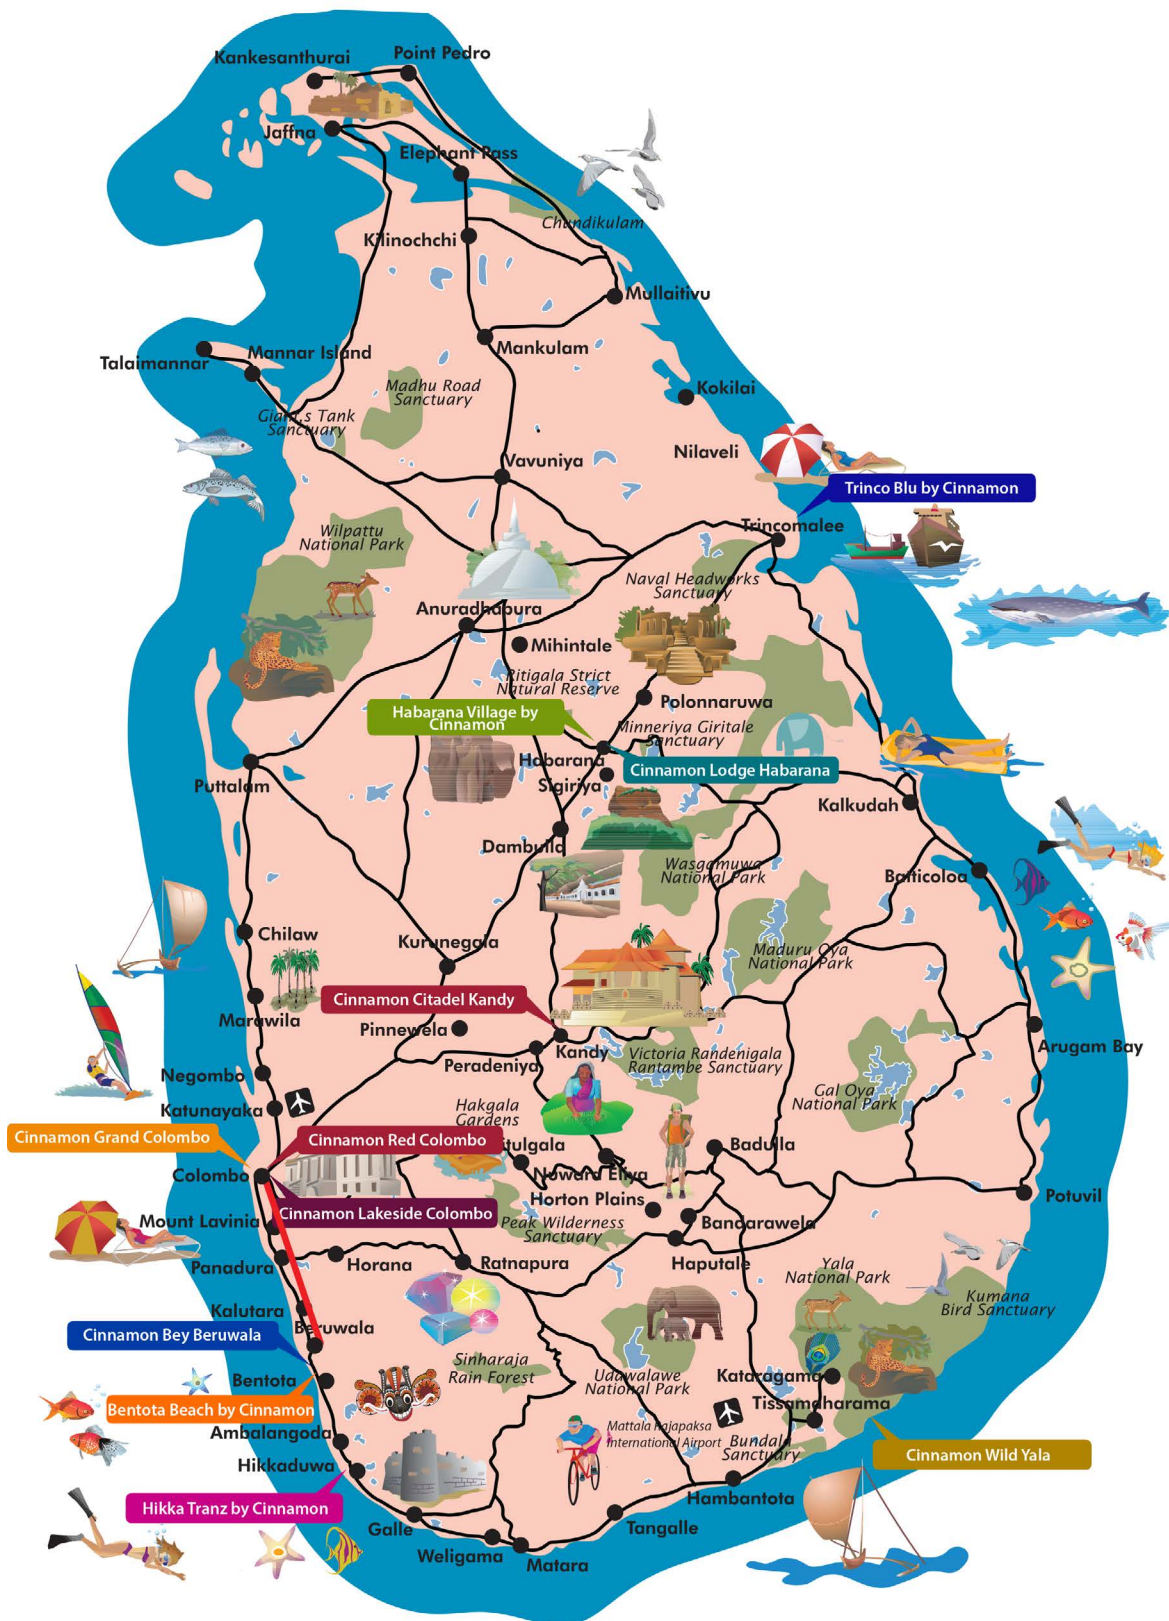 Kankesanthurai
Point Pedro
Jaffna
Elephant Pass
Chundikulam
Kilinochchi
Mullaitivu
Mankulam
Talaimannar
Mannar Island
Madhu Road
Sanctuary
Kokilai
Giant,s Tank
Sanctuary
Nilaveli
Vavuniya
Trinco Blu by Cinnamon
Trincomalee
Wilpattu
National Park
Naval Headworks
Sanctuary
Anuradhapura
Mihintale
Ritigala Strict
Natural Reserve
Polonnaruwa
Habarana Village by
Cinnamon
Minneriya Giritale
Sanctuary
Habarana
Cinnamon Lodge Habarana
Sigiriya
Puttalam
Kalkudah
Dambulla
Wasgamuwa
National Park
Batticoloa
Chilaw
Kurunegala
Maduru Oya
National Park
Cinnamon Citadel Kandy
Marawila
Pinnewela
Kandy
Arugam Bay
Peradeniya
Victoria Randenigala
Rantambe Sanctuary
Negombo
Gal Oya
National Park
Katunayaka
Hakgala
Gardens
Cinnamon Grand Colombo
Cinnamon Red Colombo
itulgala
Badulla
Colombo
Nuwara Eliya
Horton Plains
Potuvil
Cinnamon Lakeside Colombo
Mount Lavinia
Peak Wilderness
Sanctuary
Bandarawela
Panadura
Horana
Ratnapura
Haputale
Yala
National Park
Kumana
Bird Sanctuary
Kalutara
Beruwala
Cinnamon Bey Beruwala
Sinharaja
Rain Forest
Udawalawe
National Park
Kataragama
Bentota
Tissamaharama
Bentota Beach by Cinnamon
Ambalangoda
Mattala Rajapaksa
International Airport
Bundala
Sanctuary
Cinnamon Wild Yala
Hikkaduwa
Hikka Tranz by Cinnamon
Hambantota
Galle
Tangalle
Weligama
Matara